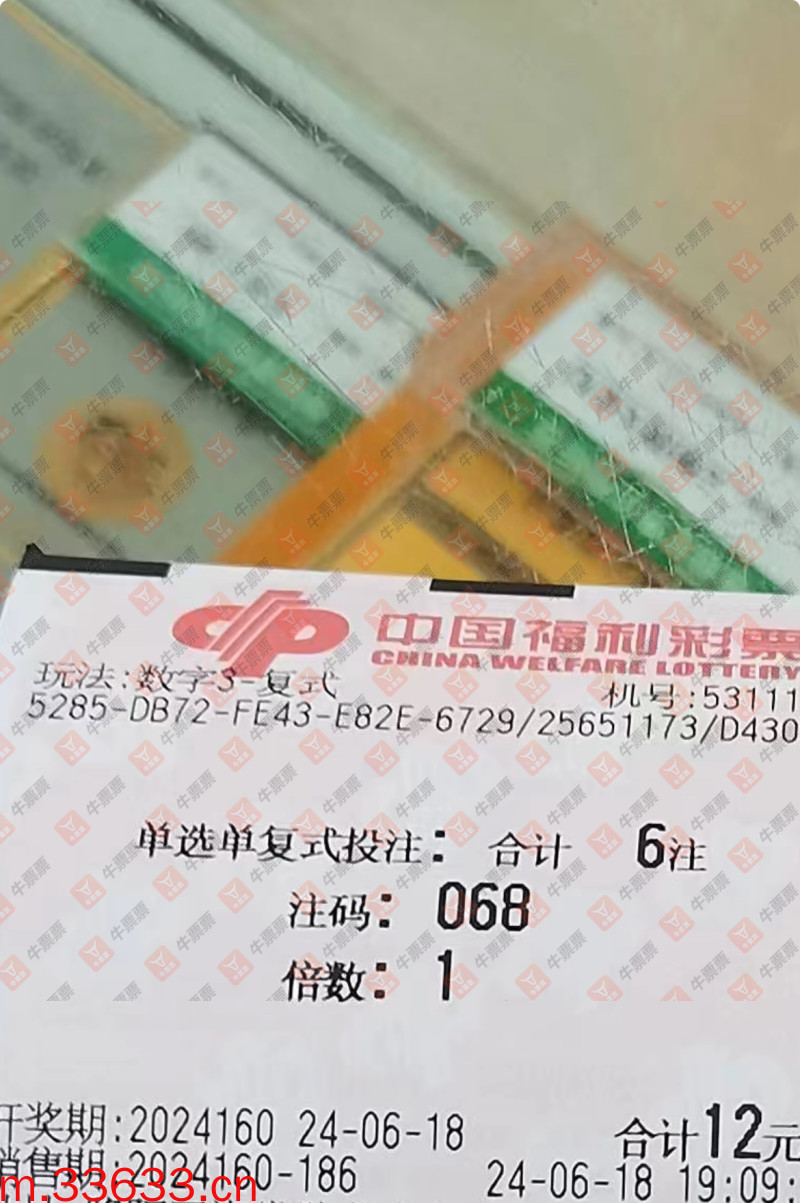 中国福利彩票
CHINA WELFARE LOTTERY
玩法:数字3-复式
机号:53111
5285-DB72-FE43-E82E-6729/25651173/D430
单选单复式投注: 合计 6注
注码: 068
倍数: 1
开奖期:2024160 24-06-18 合计12元
销售期:2024160-186 24-06-18 19:09:
m.33633.cn
牛票票